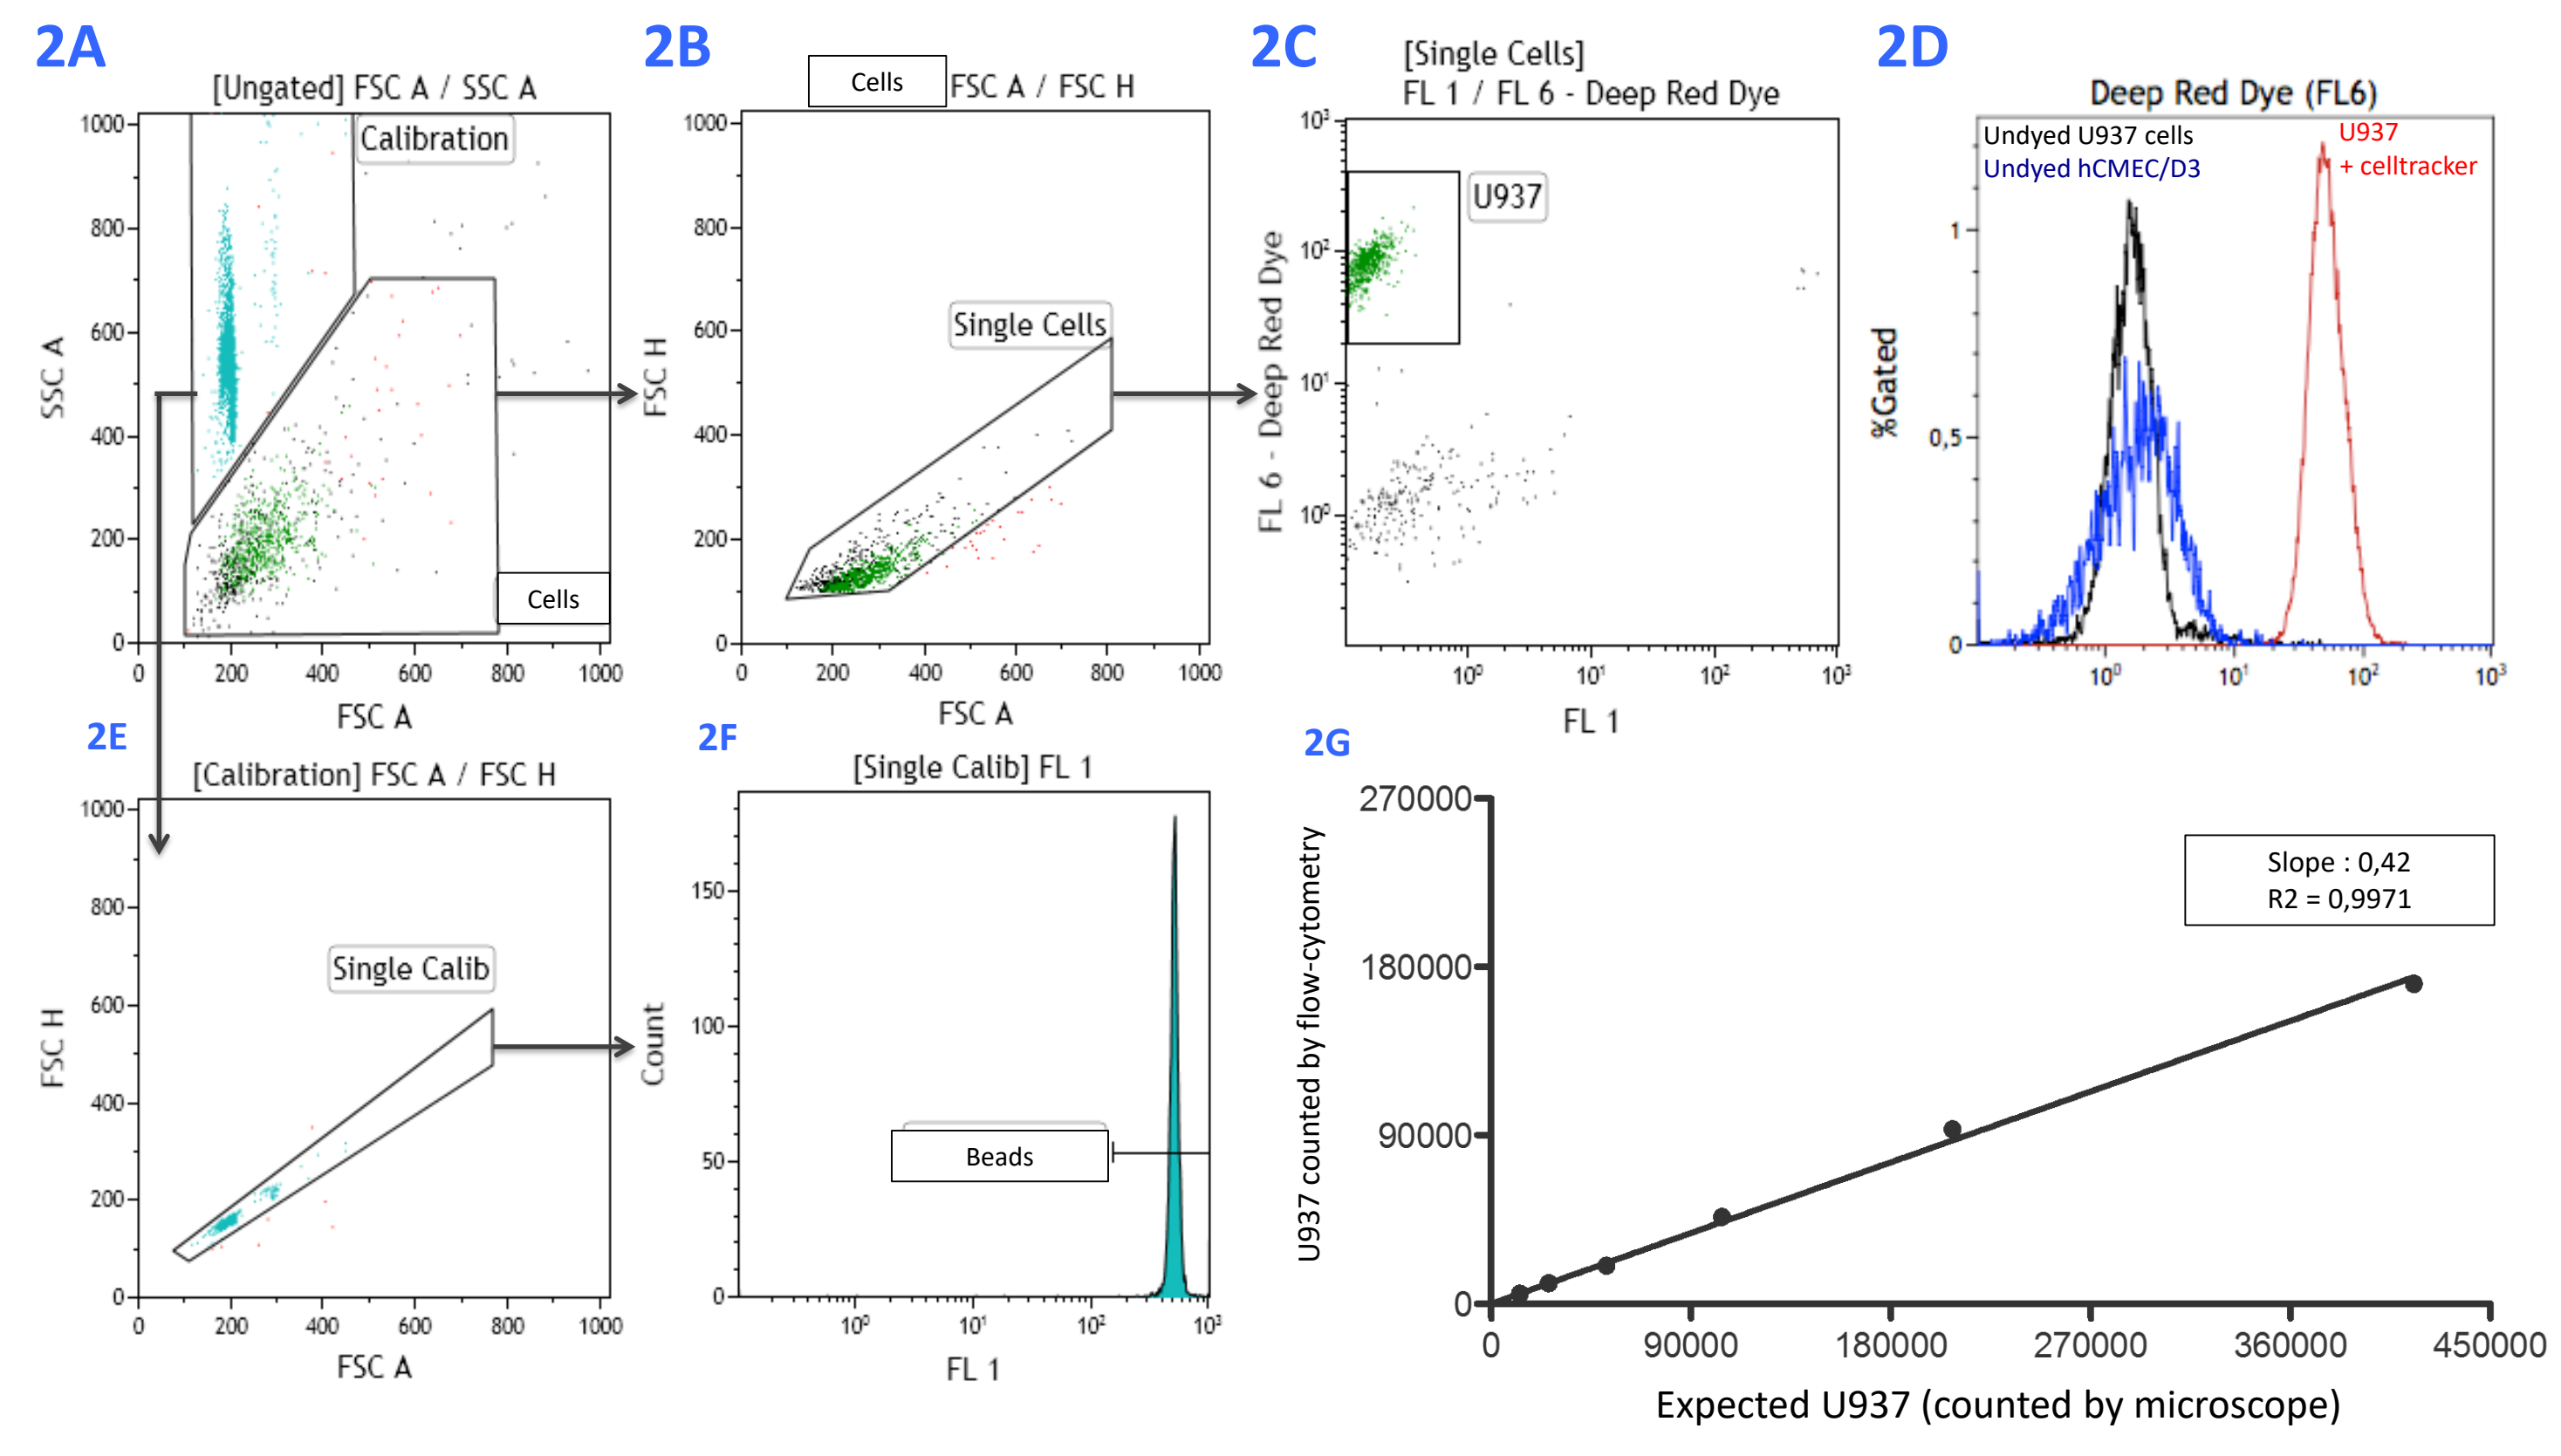 2A
[Ungated] FSC A / SSC A
1000
800
600
400
200
0
SSC A
Calibration
Cells
0 200 400 600 800 1000
FSC A
2B
Cells FSC A / FSC H
1000
800
600
400
200
0
FSC H
Single Cells
0 200 400 600 800 1000
FSC A
2C
[Single Cells]
FL 1 / FL 6 - Deep Red Dye
10³
10²
10¹
10⁰
FL 6 - Deep Red Dye
U937
10⁰ 10¹ 10² 10³
FL 1
2D
Deep Red Dye (FL6)
Undyed U937 cells
Undyed hCMEC/D3
U937
+ celltracker
%Gated
1
0,5
0
10⁰ 10¹ 10² 10³
2E
[Calibration] FSC A / FSC H
1000
800
600
400
200
0
FSC H
Single Calib
0 200 400 600 800 1000
FSC A
2F
[Single Calib] FL 1
150
100
50
0
Count
Beads
10⁰ 10¹ 10² 10³
FL 1
2G
270000
180000
90000
0
U937 counted by flow-cytometry
Slope : 0,42
R2 = 0,9971
0 90000 180000 270000 360000 450000
Expected U937 (counted by microscope)